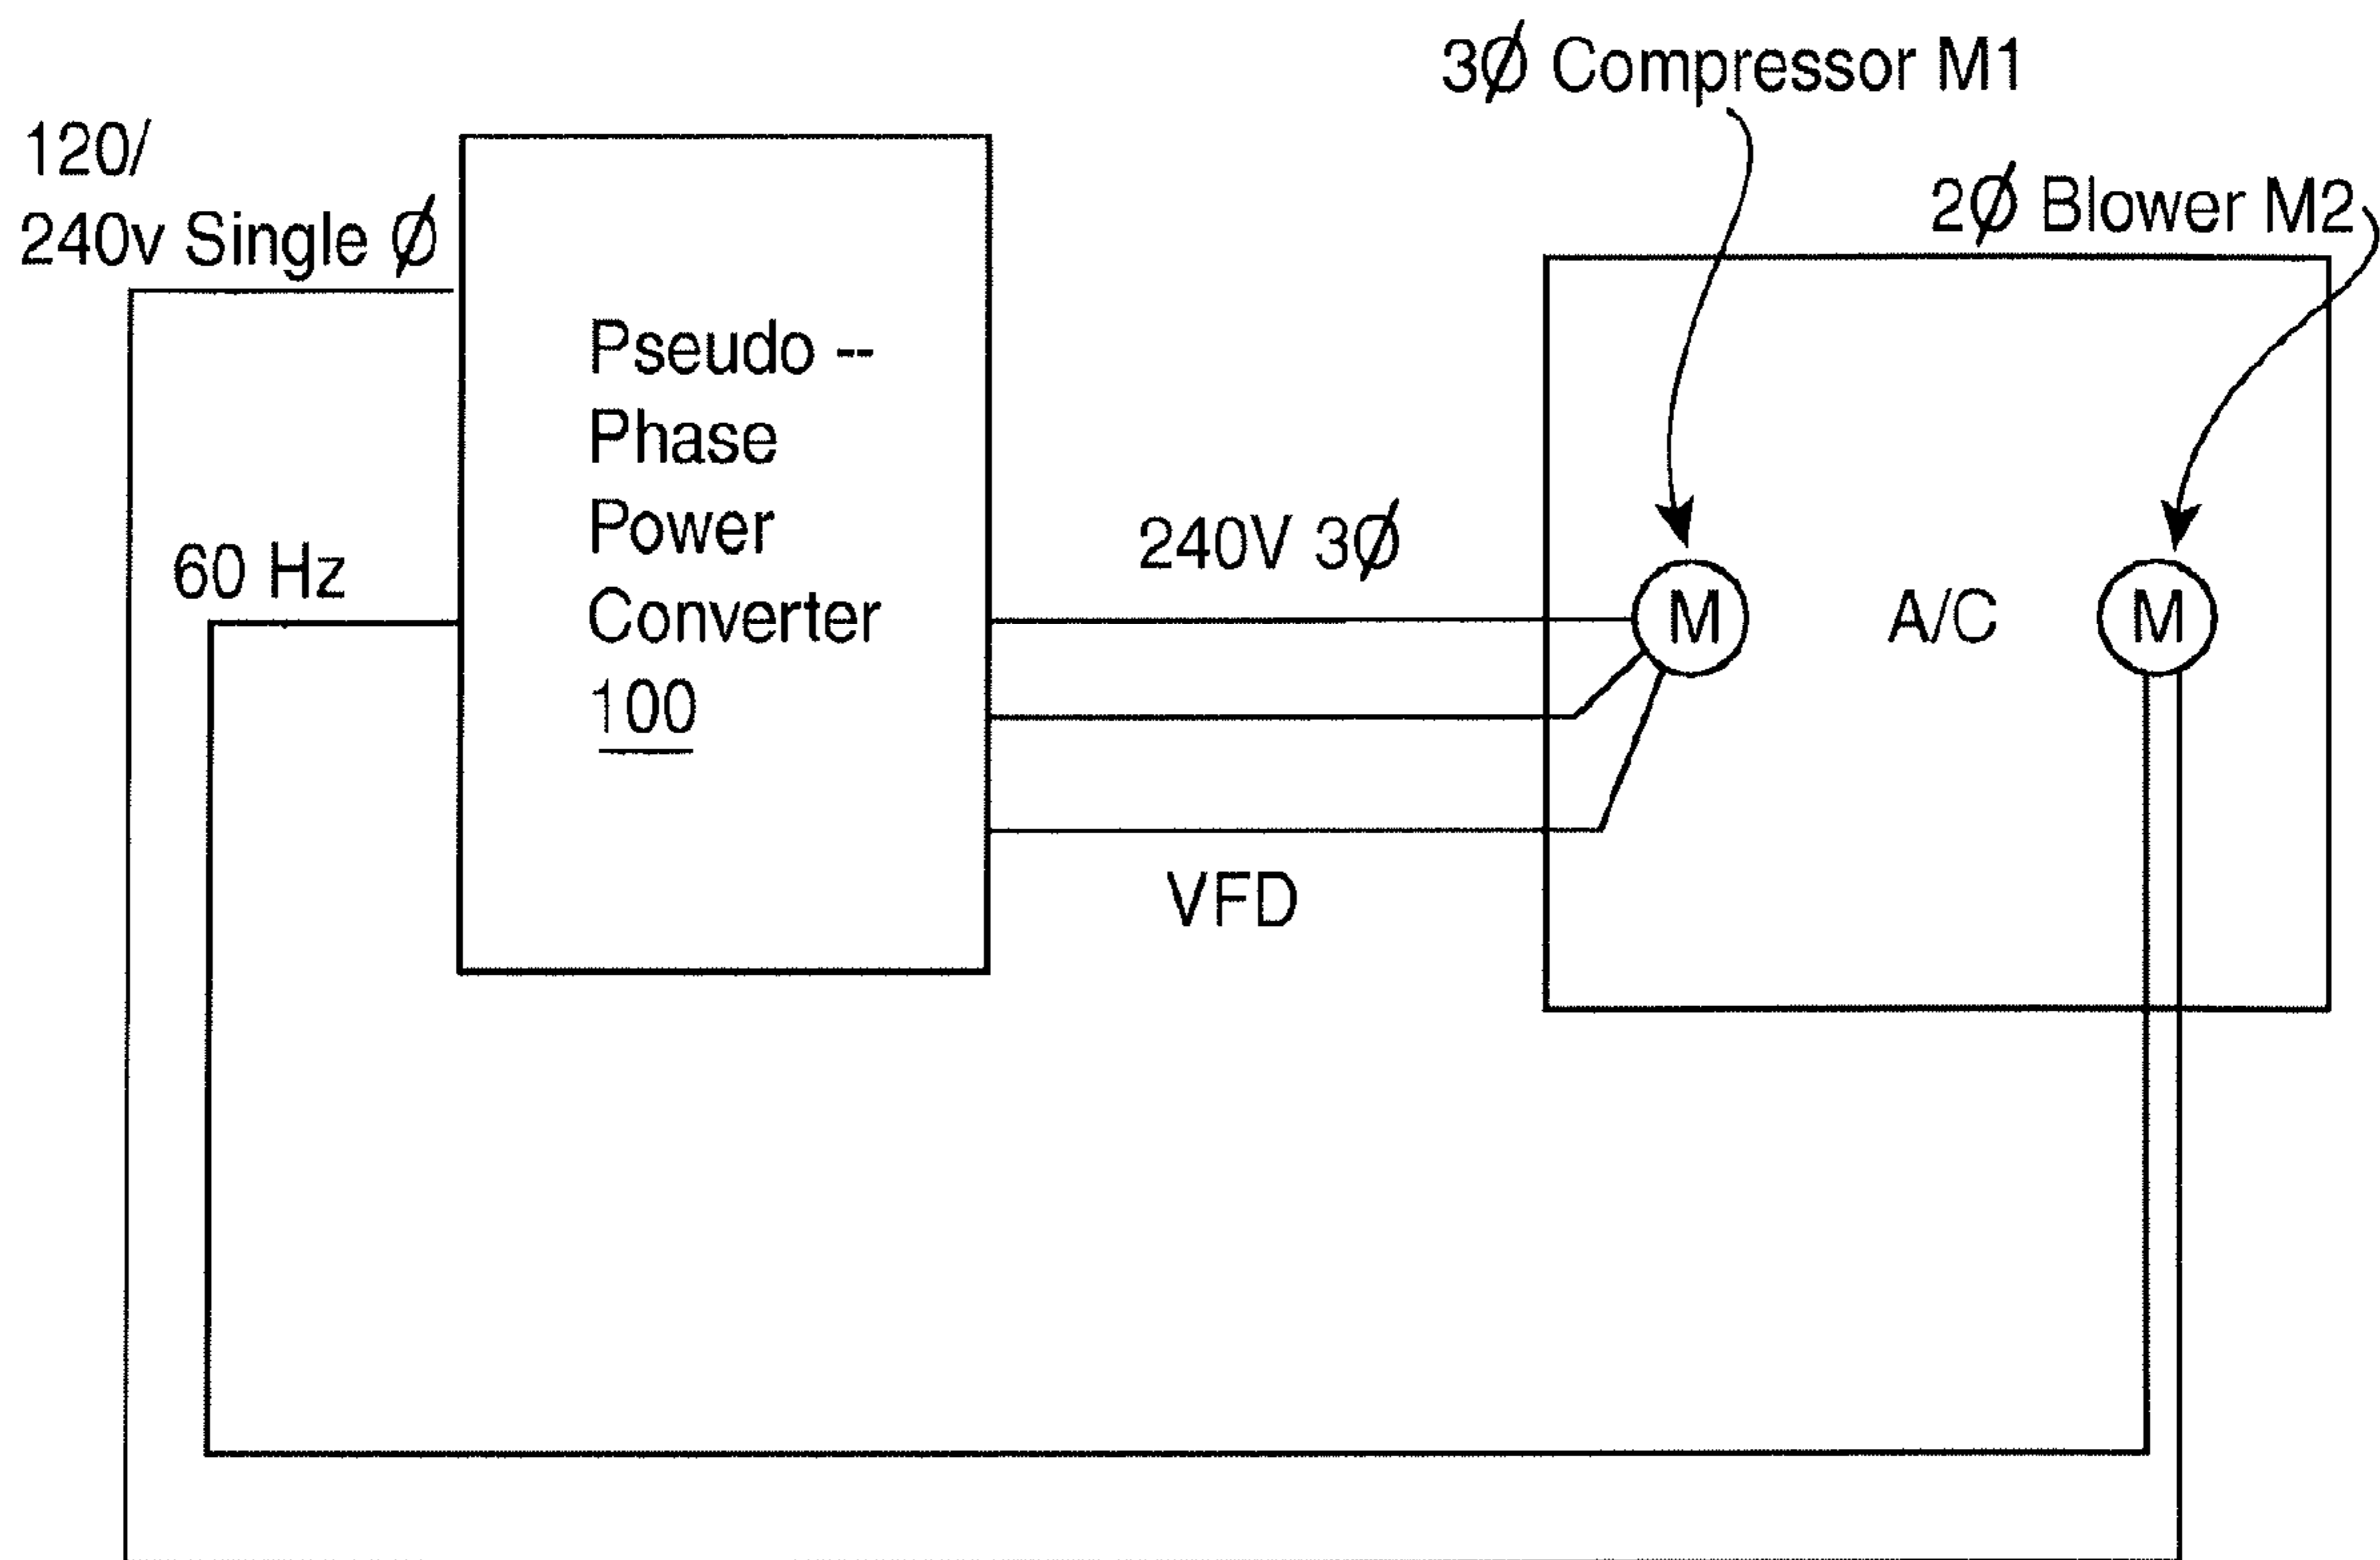 3Ø Compressor M1
120/
240v Single Ø
2Ø Blower M2
Pseudo --
Phase
Power
Converter
100
60 Hz
240V 3Ø
M
A/C
M
VFD